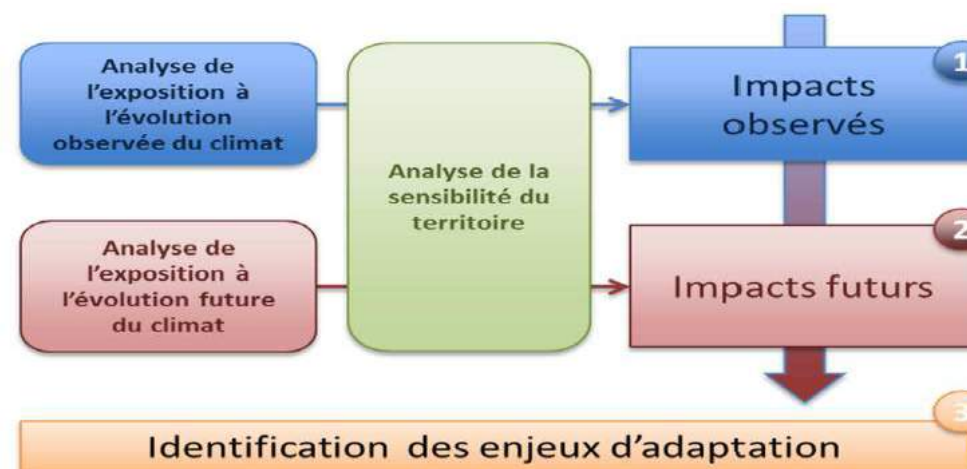 Analyse de
l'exposition à
l'évolution
observée du climat
Analyse de la
sensibilité du
territoire
Impacts
observés
1
Analyse de
l'exposition à
l'évolution future
du climat
Impacts futurs
2
3
Identification des enjeux d'adaptation